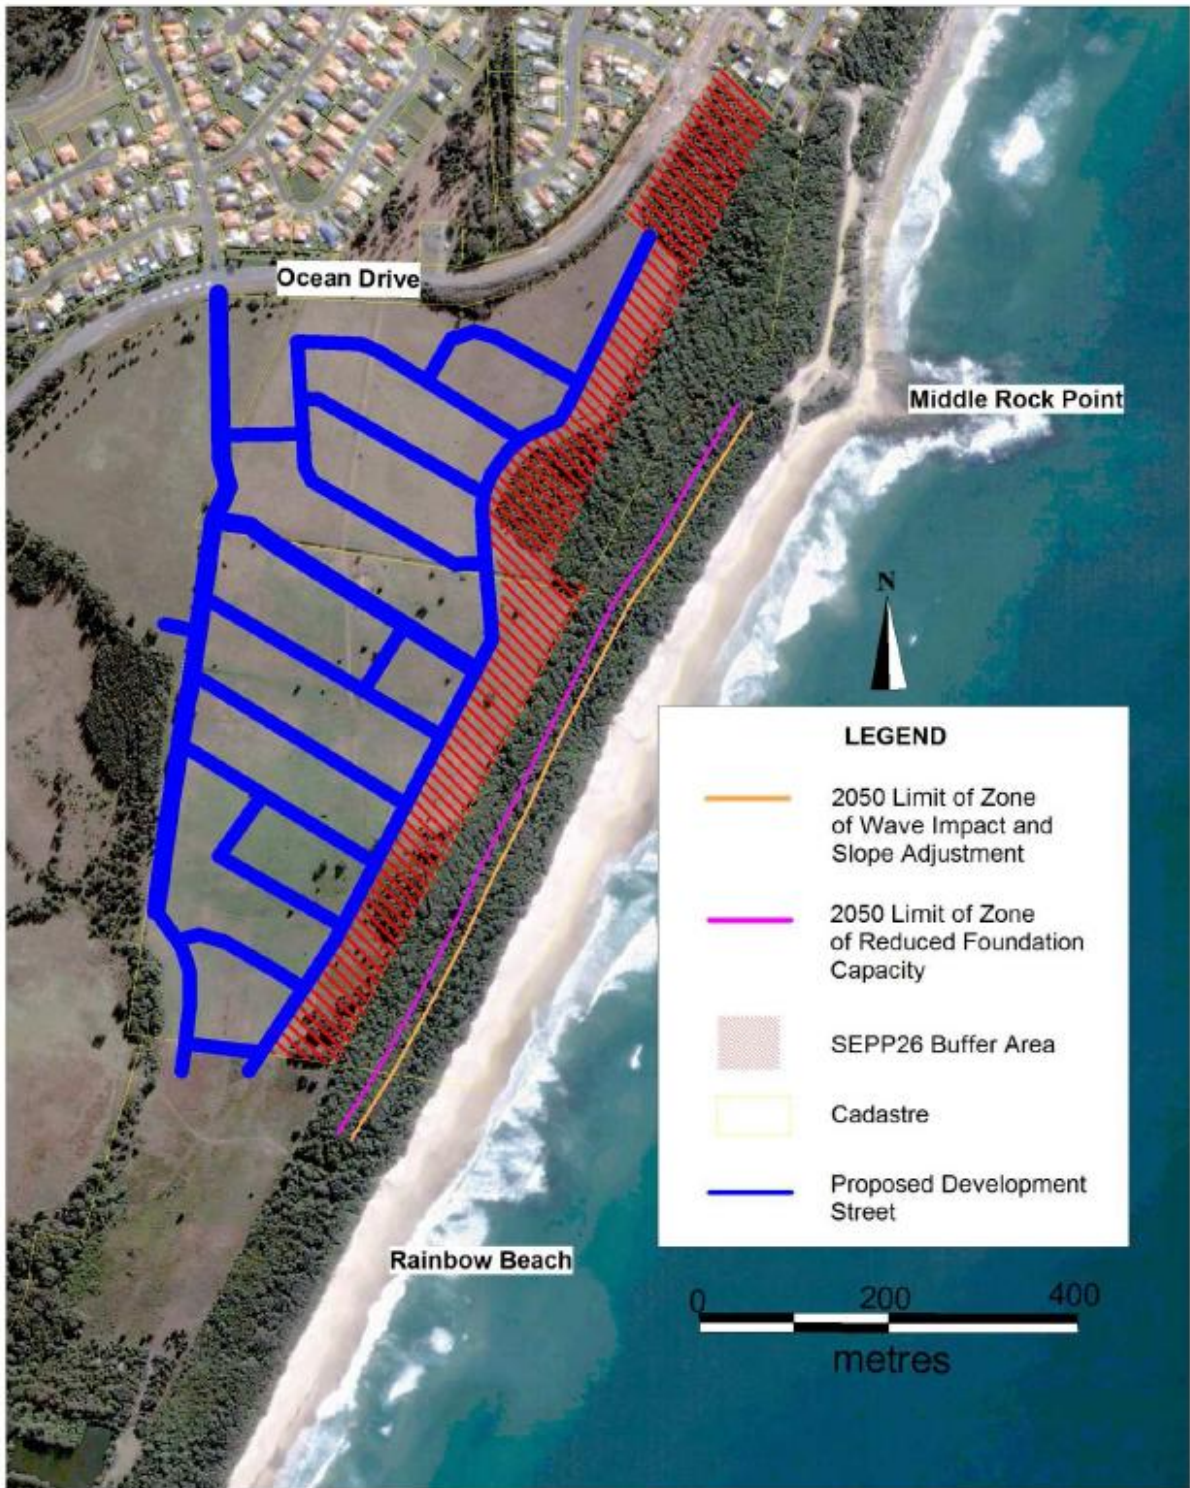 Ocean Drive
Middle Rock Point
N
LEGEND
2050 Limit of Zone
of Wave Impact and
Slope Adjustment
2050 Limit of Zone
of Reduced Foundation
Capacity
SEPP26 Buffer Area
Cadastre
Proposed Development
Street
Rainbow Beach
0 200 400
metres